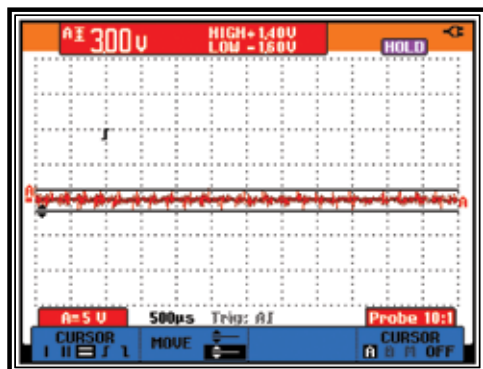 A 3.00 V HIGH+1.40V
LOW -1.60V
HOLD
A
A
A=5 V 500µs Trig: A Probe 10:1
CURSOR MOVE CURSOR
A B M OFF